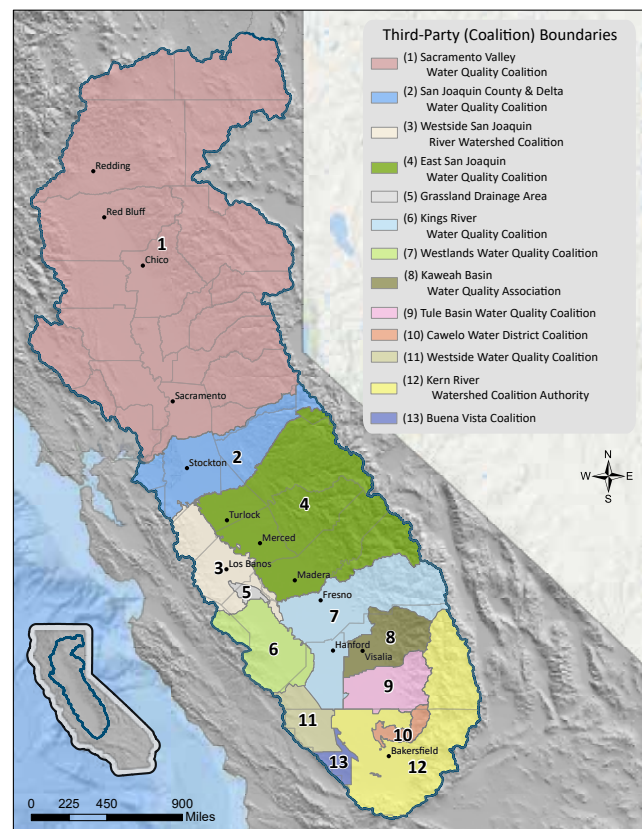 Third-Party (Coalition) Boundaries
(1) Sacramento Valley
Water Quality Coalition
(2) San Joaquin County & Delta
Water Quality Coalition
(3) Westside San Joaquin
River Watershed Coalition
(4) East San Joaquin
Water Quality Coalition
(5) Grassland Drainage Area
(6) Kings River
Water Quality Coalition
(7) Westlands Water Quality Coalition
(8) Kaweah Basin
Water Quality Association
(9) Tule Basin Water Quality Coalition
(10) Cawelo Water District Coalition
(11) Westside Water Quality Coalition
(12) Kern River
Watershed Coalition Authority
(13) Buena Vista Coalition
Redding
Red Bluff
1
Chico
Sacramento
2
Stockton
N
W E
S
4
Turlock
Merced
3
Los Banos
Madera
5
Fresno
7
8
6
Hanford
Visalia
9
11
10
Bakersfield
13
12
0 225 450 900
Miles